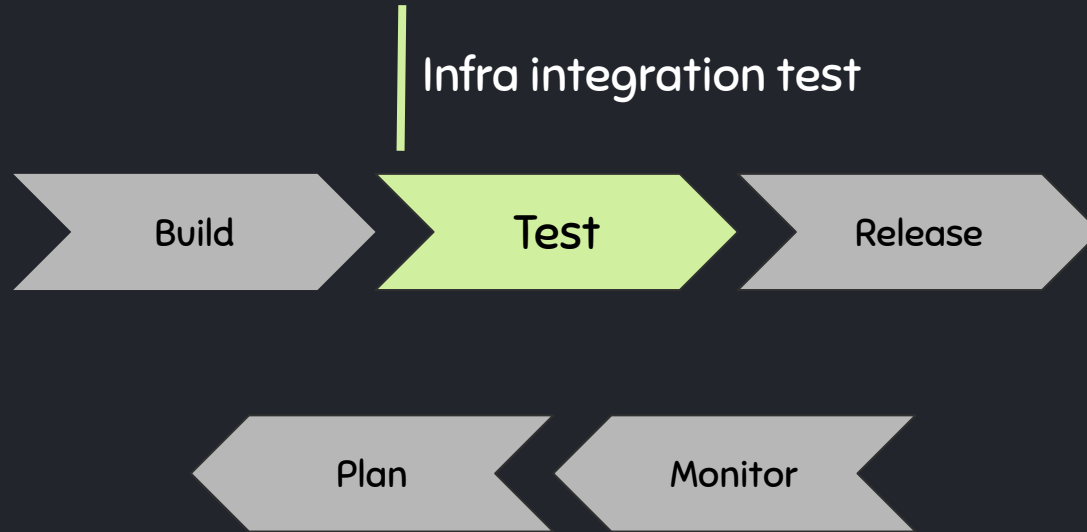 Infra integration test
Build
Test
Release
Plan
Monitor